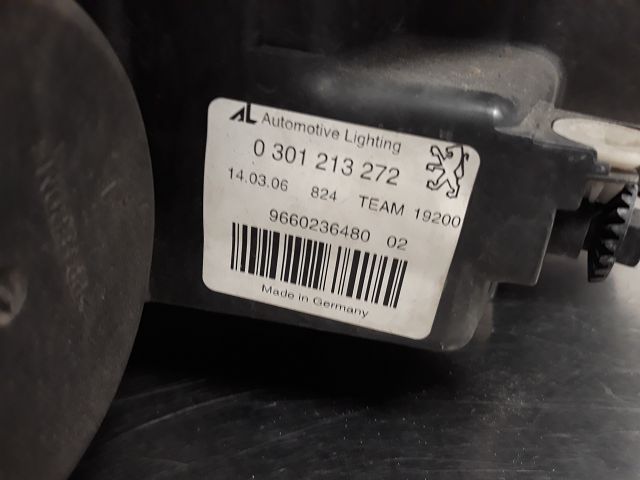 AL Automotive Lighting
0 301 213 272
14.03.06 824 TEAM 19200
9660236480 02
Made in Germany